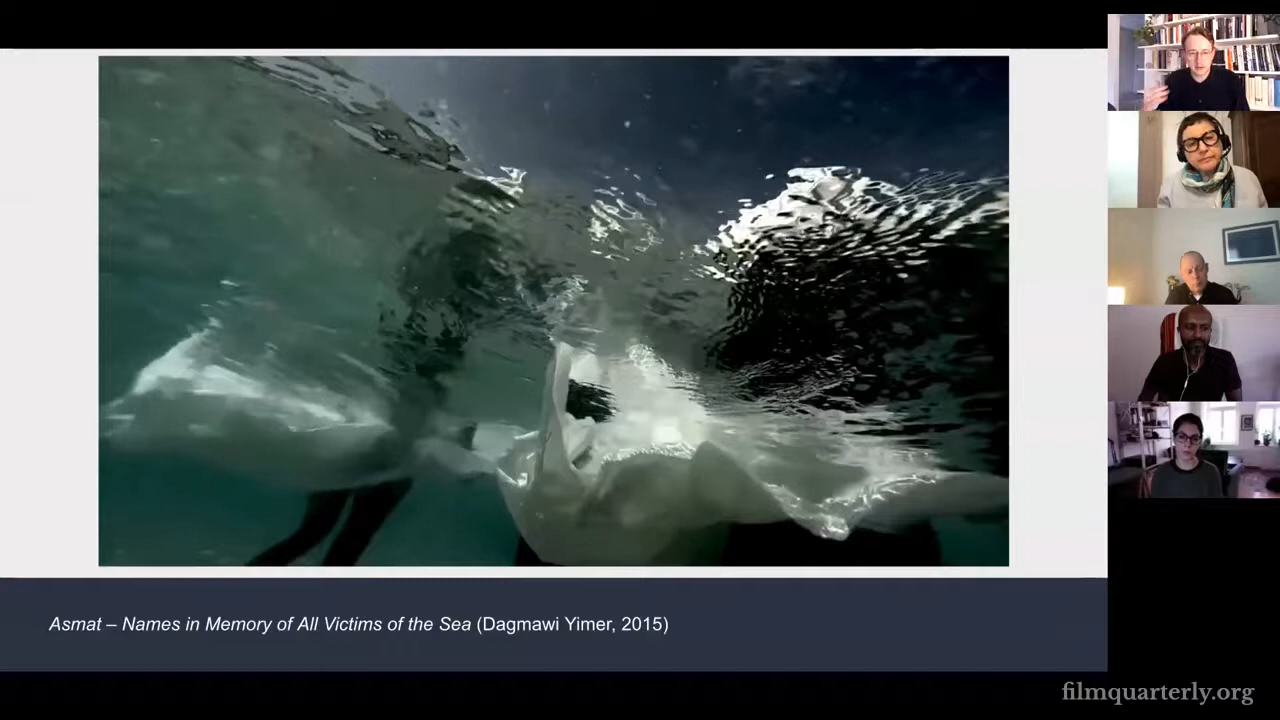 Asmat – Names in Memory of All Victims of the Sea (Dagmawi Yimer, 2015)
filmquarterly.org